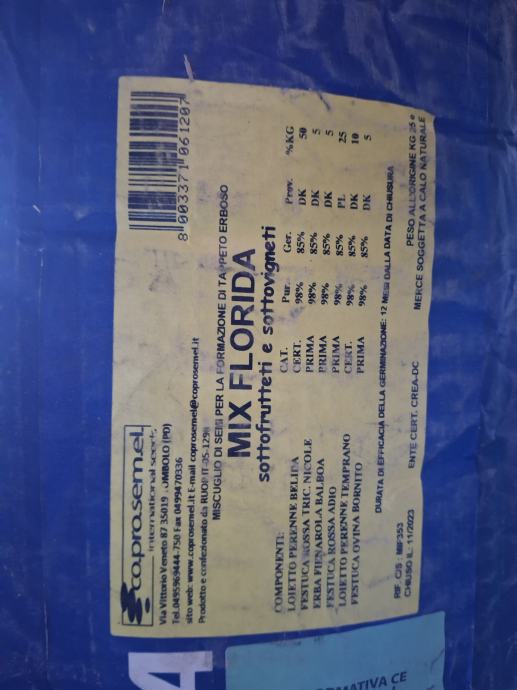 coprosemel
international seeds
Via Vittorio Veneto 87 35019 TOMBOLO (PD)
Tel.0495969444-750 Fax 0499470336
sito web: www.coprosemel.it E-mail coprosemel@coprosemel.it
Prodotto e confezionato da RUOP IT-05-129
8 003371 061207
MISCUGLIO DI SEMI PER LA FORMAZIONE DI TAPPETO ERBOSO
MIX FLORIDA
sottofrutteti e sottovigneti
COMPONENTI: CAT. Pur. Ger. Prov. %KG
LOIETTO PERENNE BELIDA CERT. 98% 85% DK 50
FESTUCA ROSSA TRIC. NICOLE PRIMA 98% 85% DK 5
ERBA FIENAROLA BALBOA PRIMA 98% 85% DK 5
FESTUCA ROSSA ADIO PRIMA 98% 85% PL 25
LOIETTO PERENNE TEMPRANO CERT. 98% 85% DK 10
FESTUCA OVINA BORNITO PRIMA 98% 85% DK 5
DURATA DI EFFICACIA DELLA GERMINAZIONE: 12 MESI DALLA DATA DI CHIUSURA
RIF. C/S : MIP353
CHIUSO IL: 11/2023 ENTE CERT. CREA-DC
PESO ALL'ORIGINE KG 25 e
MERCE SOGGETTA A CALO NATURALE
A
RMATIVA CE